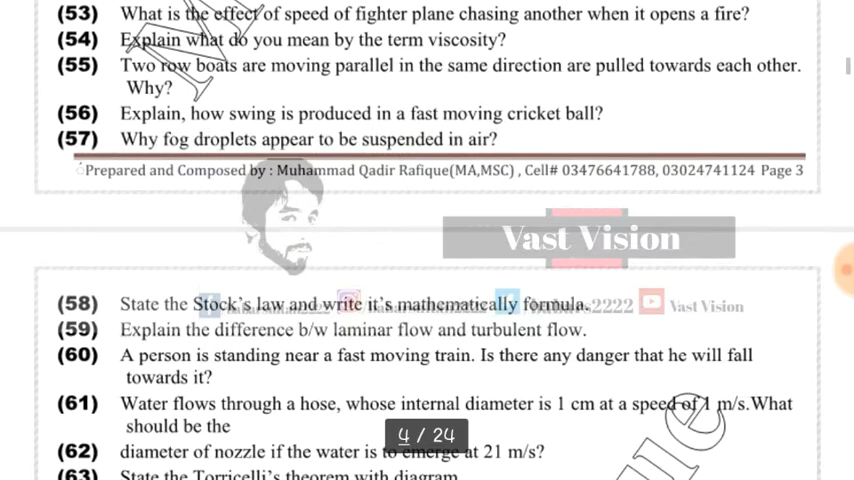 (53) What is the effect of speed of fighter plane chasing another when it opens a fire?
(54) Explain what do you mean by the term viscosity?
(55) Two row boats are moving parallel in the same direction are pulled towards each other.
Why?
(56) Explain, how swing is produced in a fast moving cricket ball?
(57) Why fog droplets appear to be suspended in air?
Prepared and Composed by : Muhammad Qadir Rafique(MA,MSC) , Cell# 03476641788, 03024741124 Page 3
Vast Vision
(58) State the Stock's law and write it's mathematically formula.
2222 Vast Vision
(59) Explain the difference b/w laminar flow and turbulent flow.
(60) A person is standing near a fast moving train. Is there any danger that he will fall
towards it?
(61) Water flows through a hose, whose internal diameter is 1 cm at a speed of 1 m/s.What
should be the
4 / 24
(62) diameter of nozzle if the water is to emerge at 21 m/s?
(63) State the Torricelli's theorem with diagram